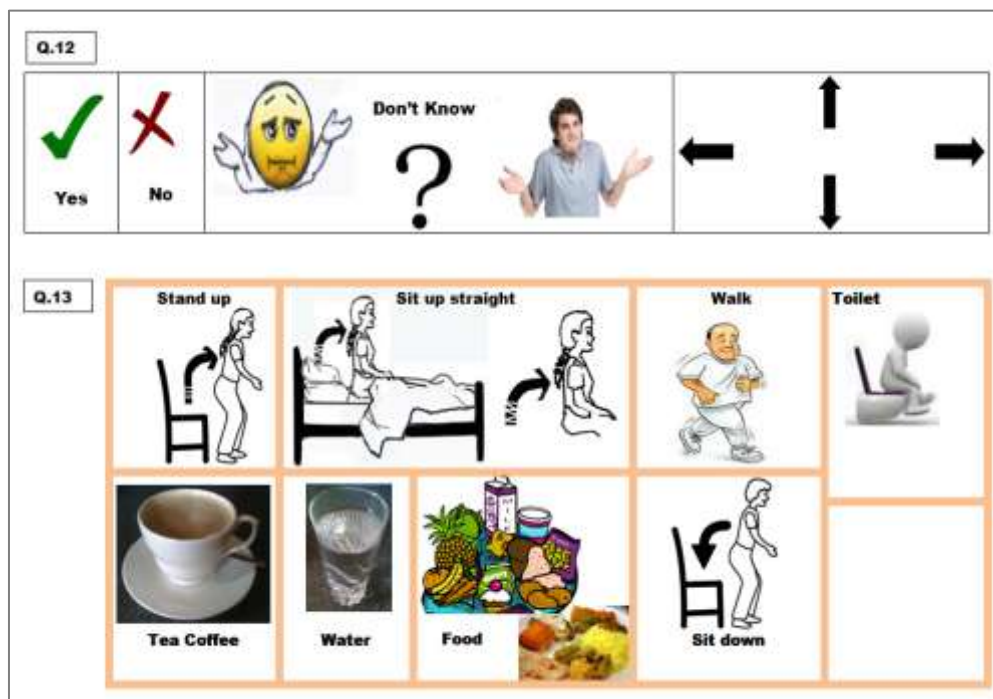 Q.12
Yes
No
Don't Know
?
Q.13
Stand up
Sit up straight
Walk
Toilet
Tea Coffee
Water
Food
Sit down